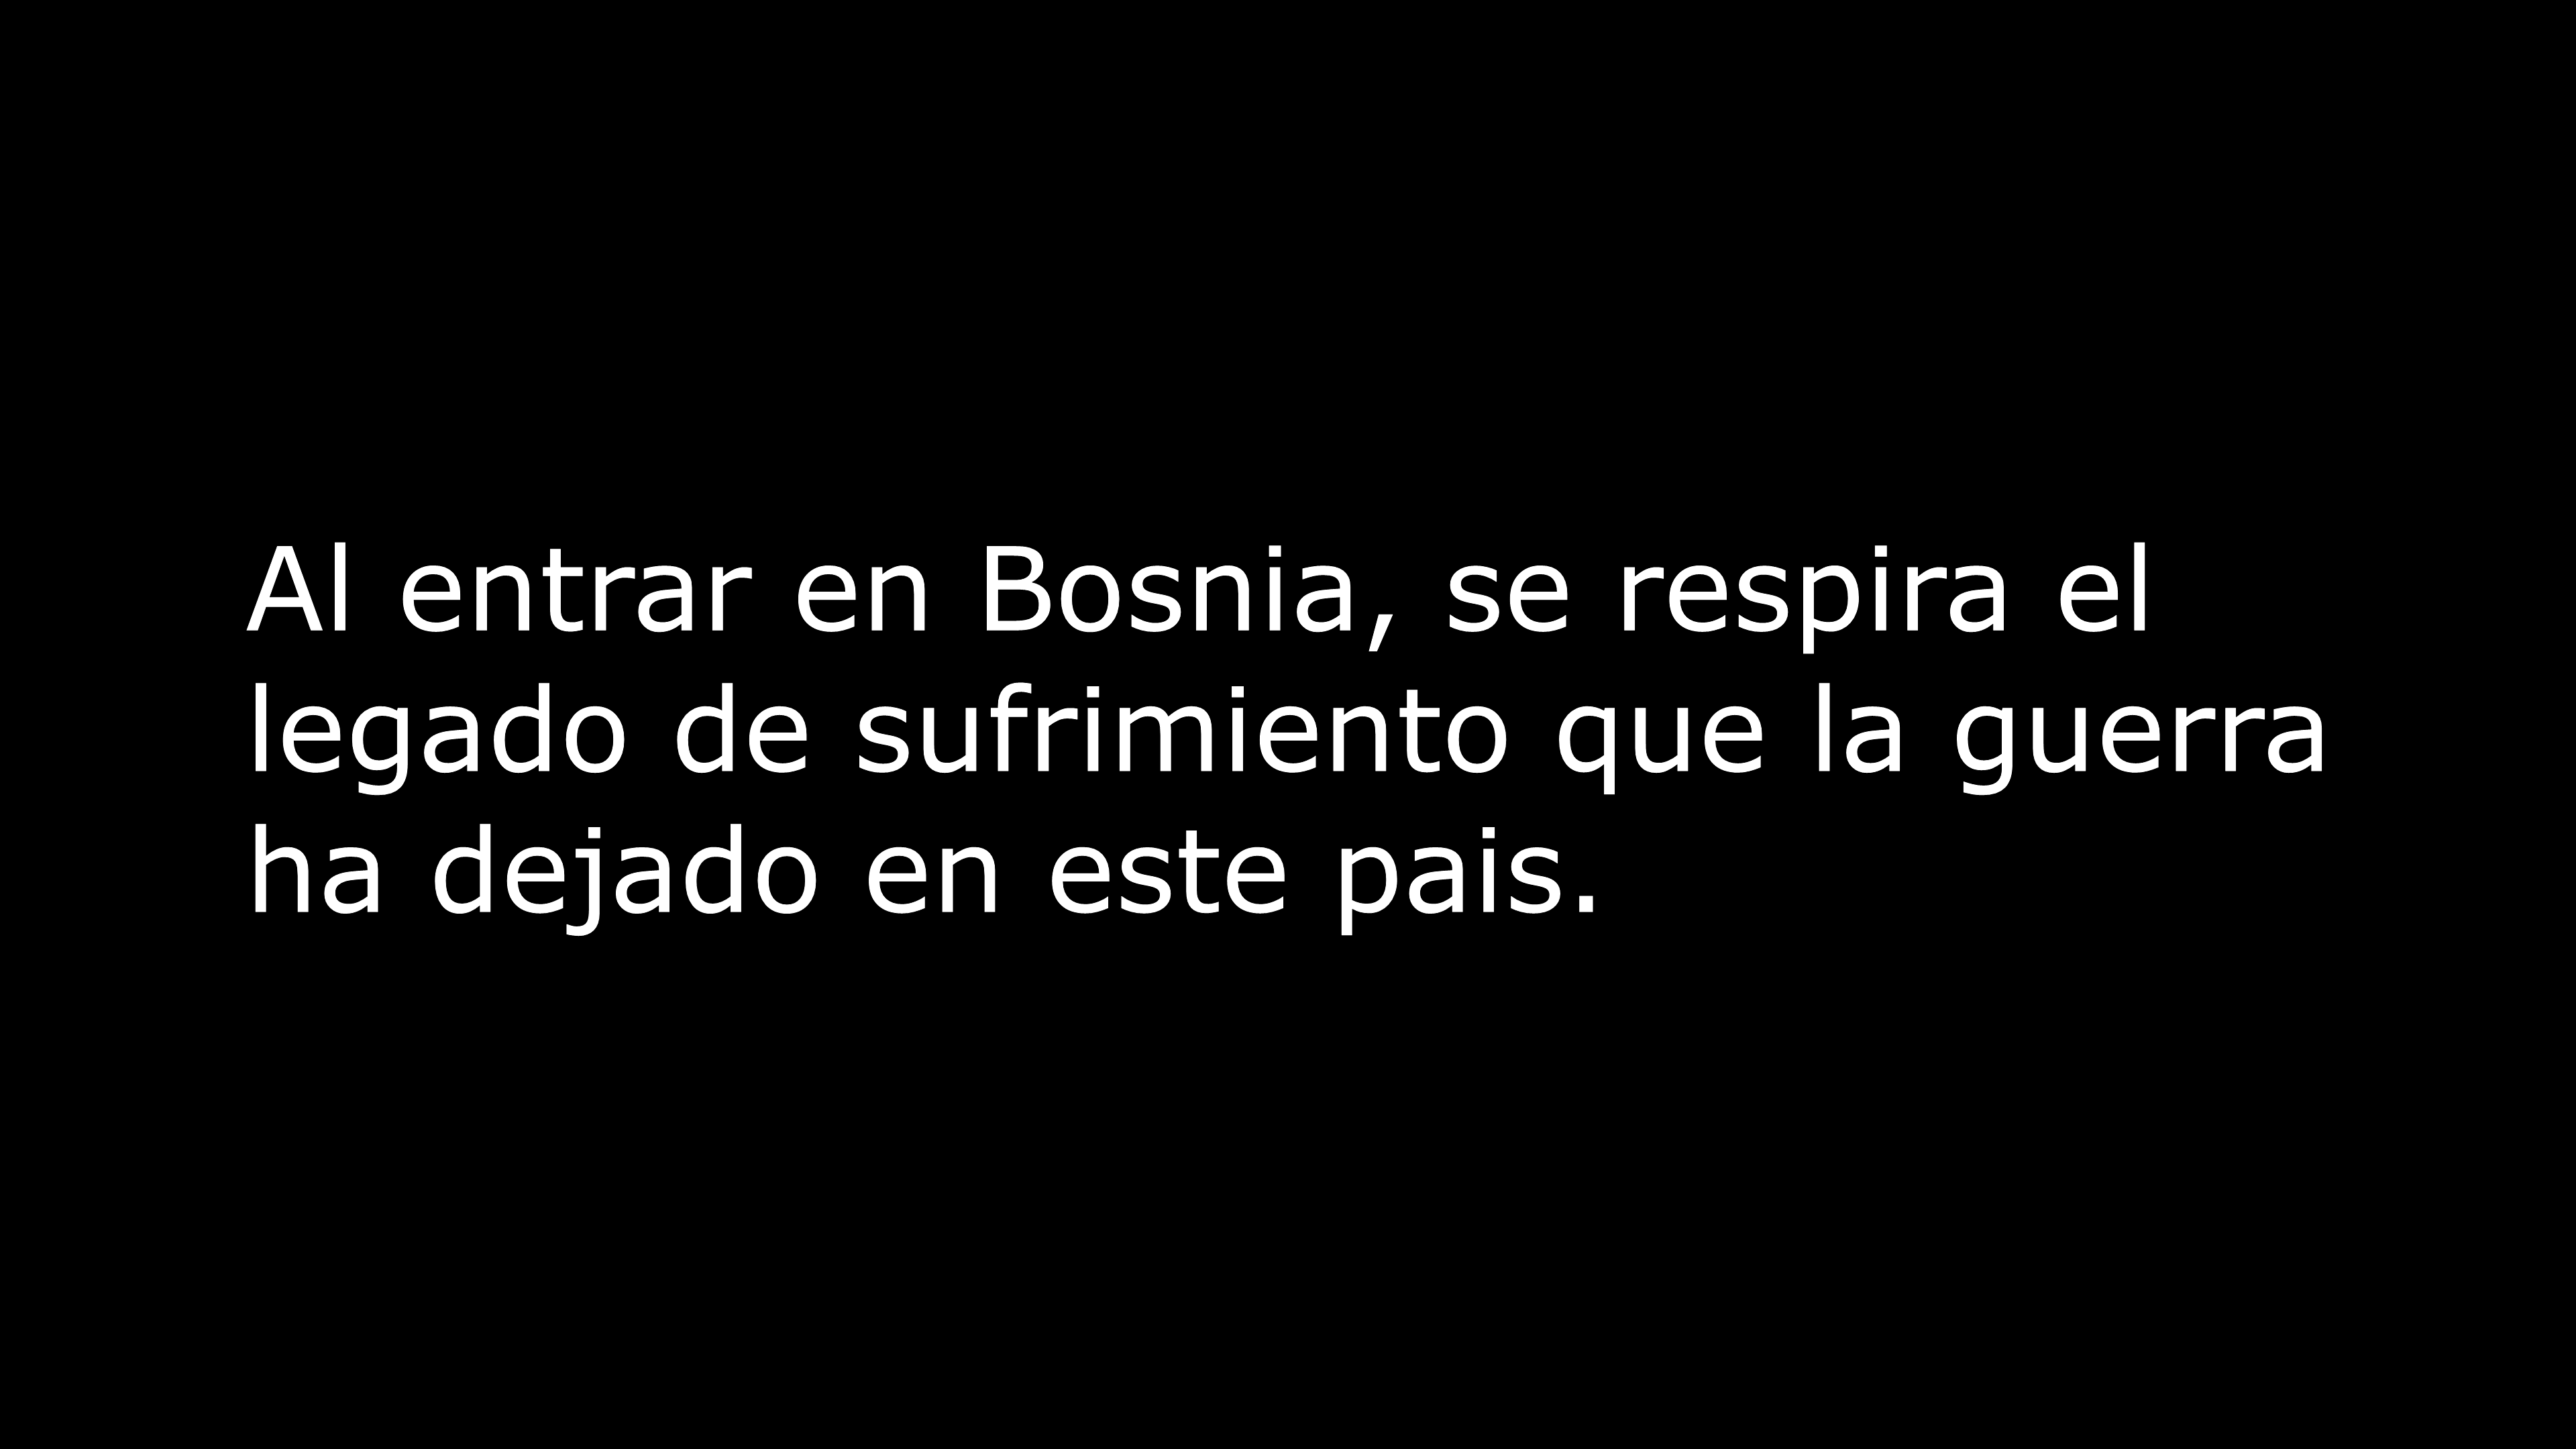 Al entrar en Bosnia, se respira el
legado de sufrimiento que la guerra
ha dejado en este pais.